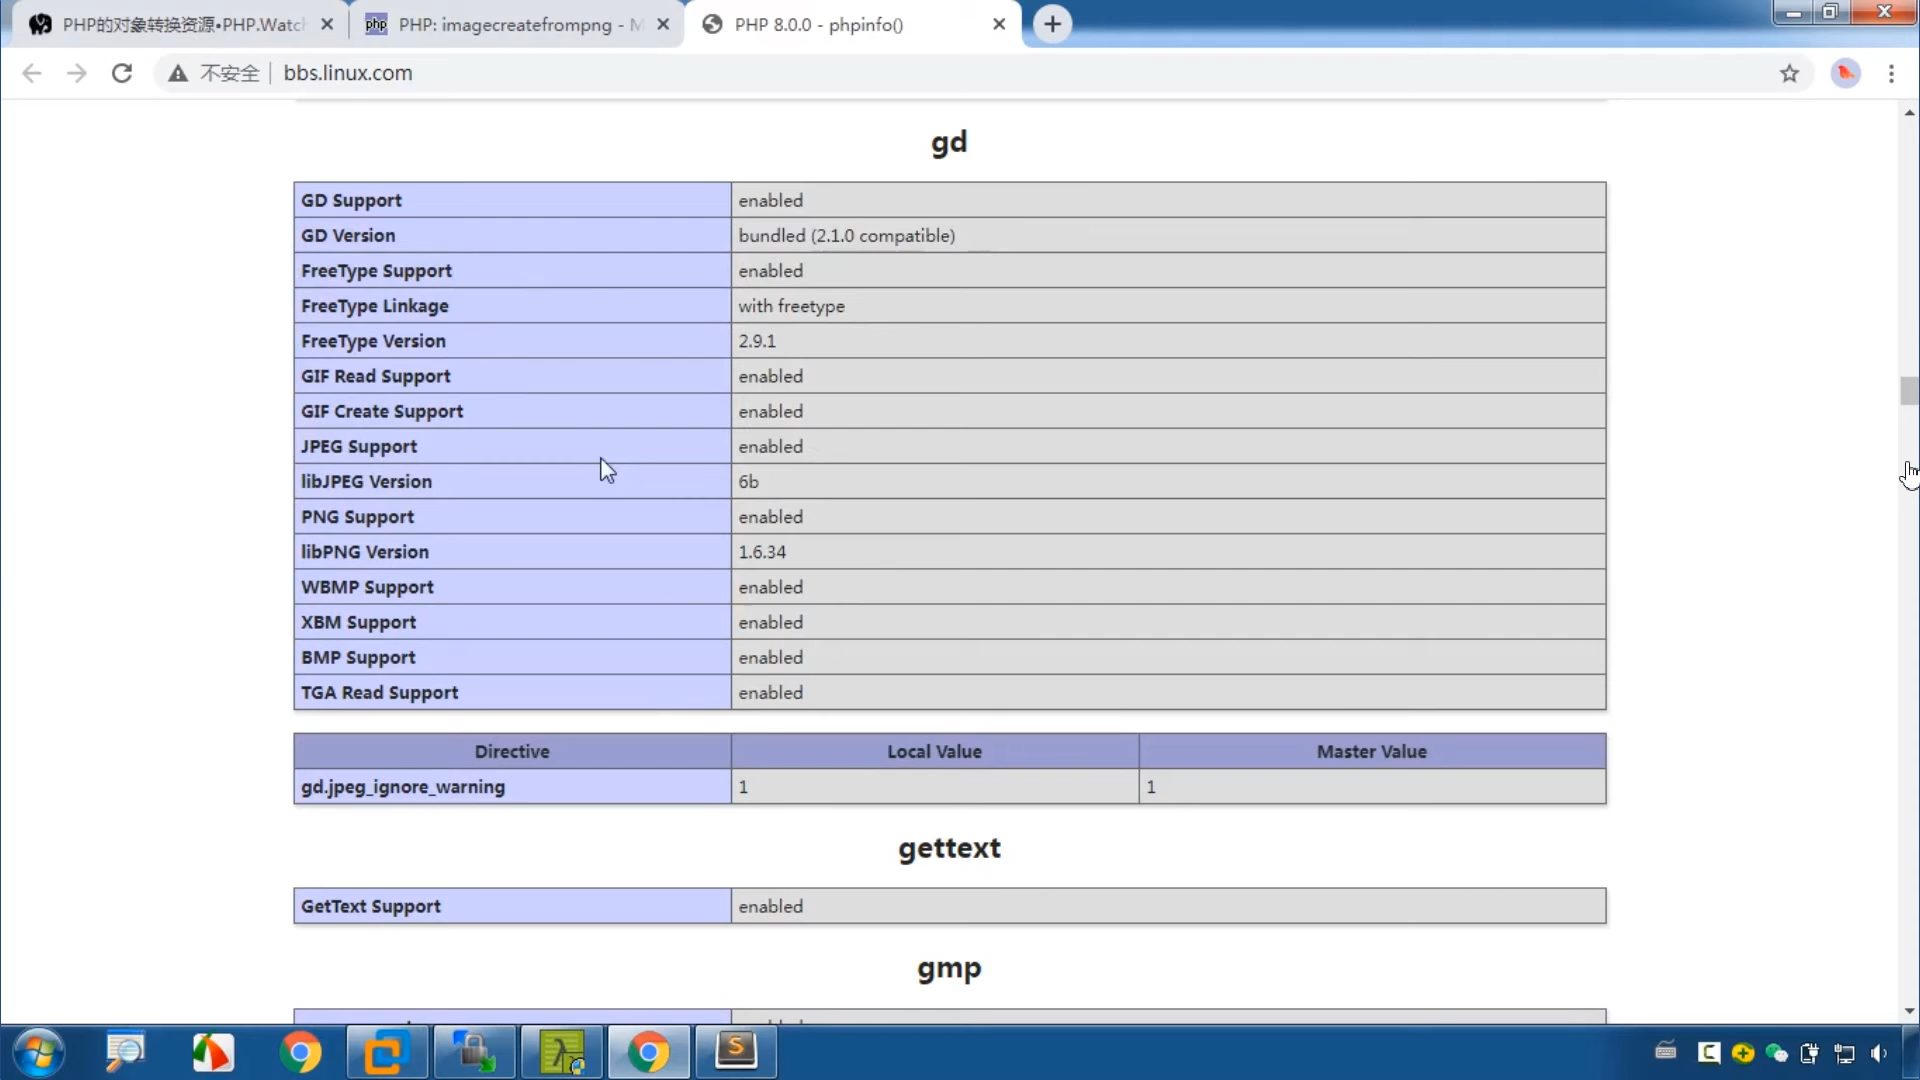 PHP的对象转换资源•PHP.Watch
PHP: imagecreatefrompng - M
PHP 8.0.0 - phpinfo()
不安全 bbs.linux.com
gd
GD Support enabled
GD Version bundled (2.1.0 compatible)
FreeType Support enabled
FreeType Linkage with freetype
FreeType Version 2.9.1
GIF Read Support enabled
GIF Create Support enabled
JPEG Support enabled
libJPEG Version 6b
PNG Support enabled
libPNG Version 1.6.34
WBMP Support enabled
XBM Support enabled
BMP Support enabled
TGA Read Support enabled
Directive Local Value Master Value
gd.jpeg_ignore_warning 1 1
gettext
GetText Support enabled
gmp